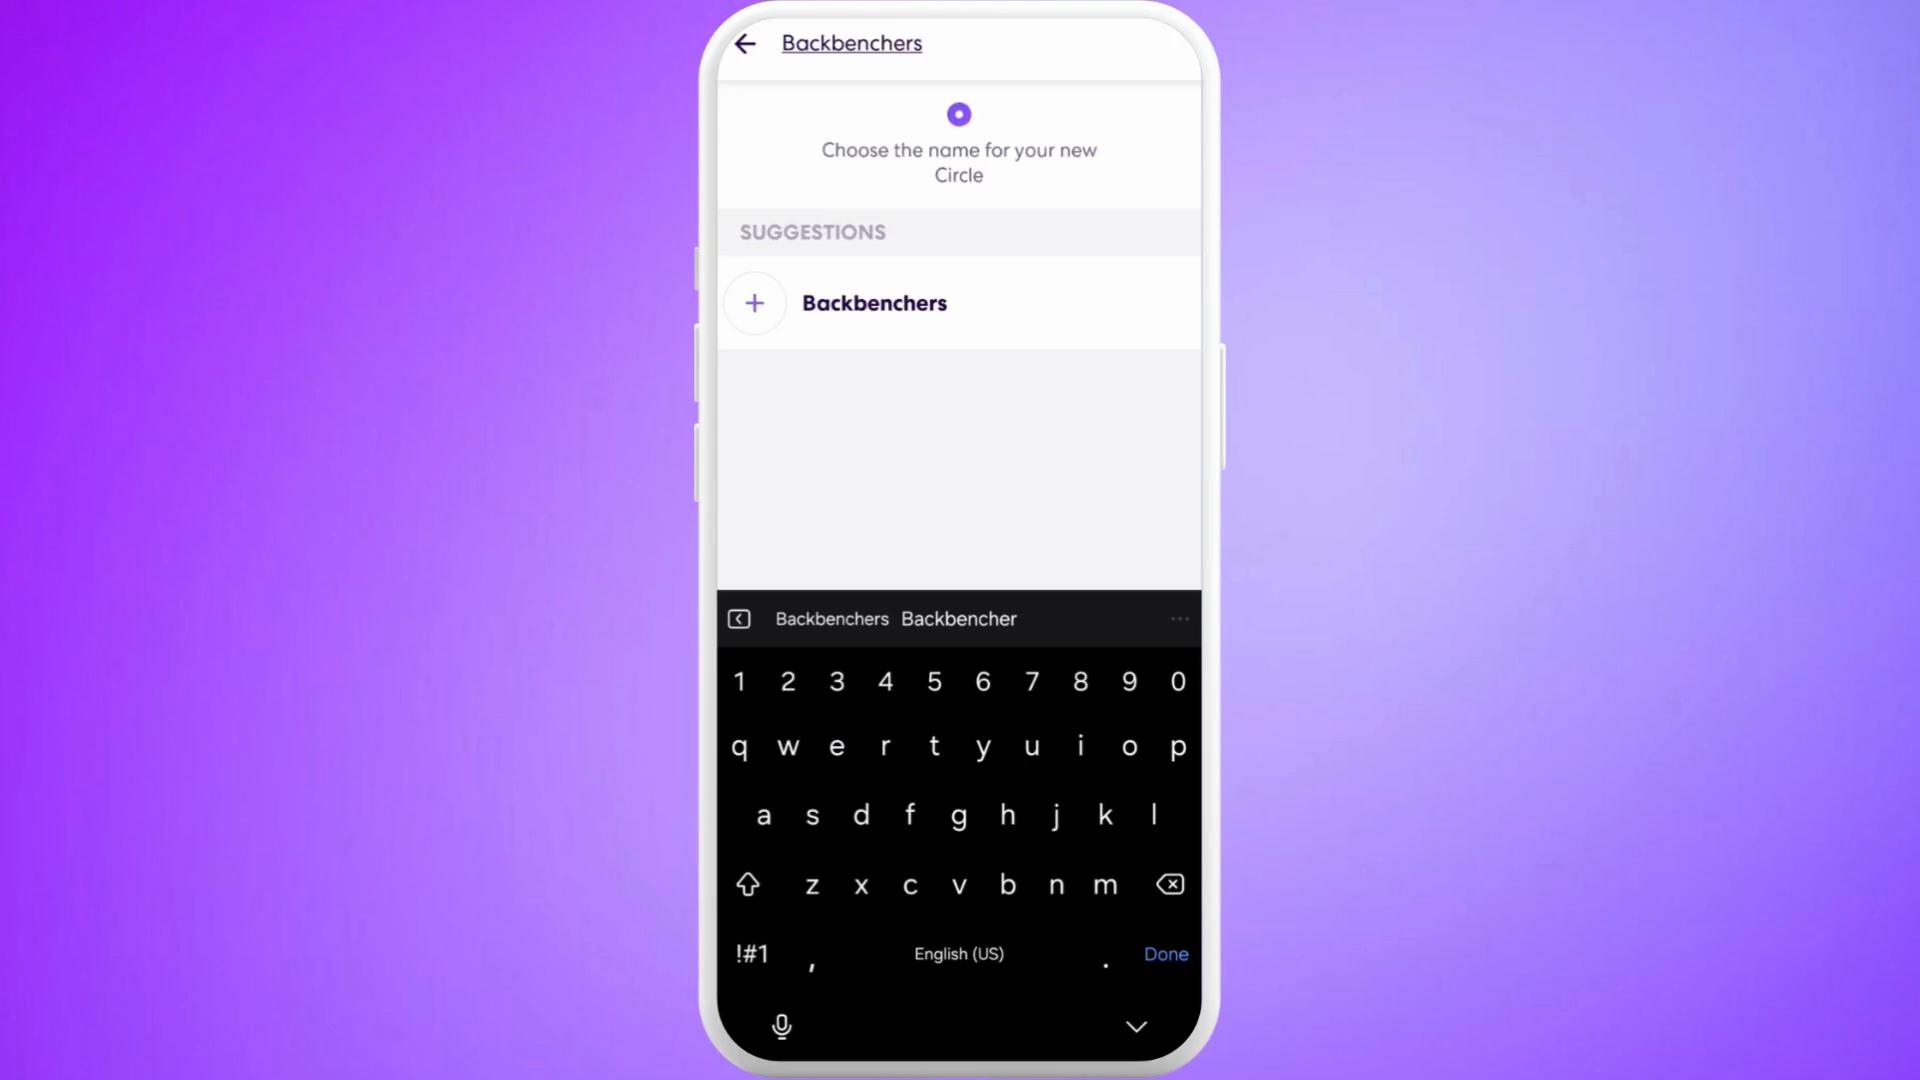 Backbenchers
Choose the name for your new
Circle
SUGGESTIONS
+ Backbenchers
Backbenchers Backbencher ...
1 2 3 4 5 6 7 8 9 0
q w e r t y u i o p
a s d f g h j k l
z x c v b n m
!#1 , English (US) . Done